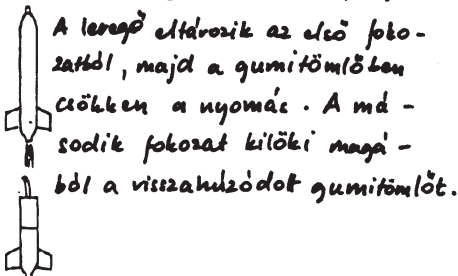 A levegő eltávozik az első foko-
zatból, majd a gumitömlőben
csökken a nyomás. A má-
sodik fokozat kilöki magá-
ból a visszahúzódott gumitömlőt.